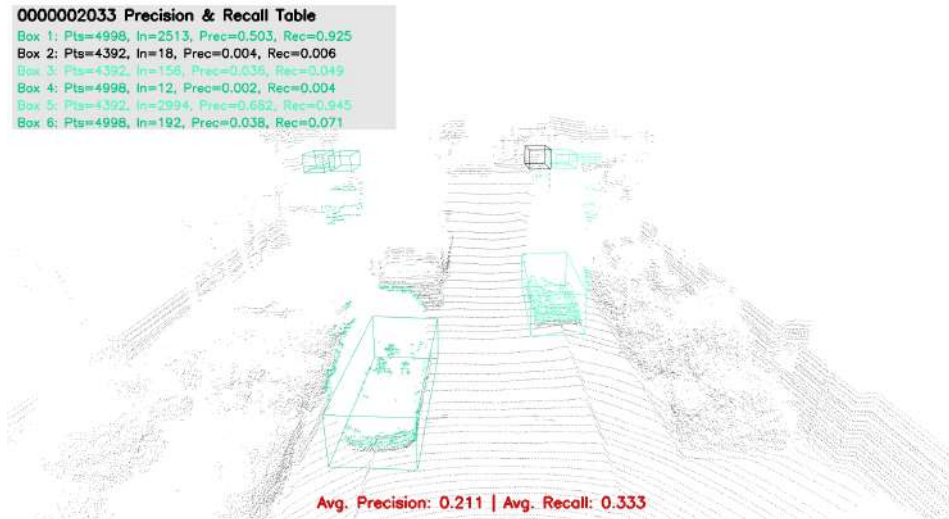 0000002033 Precision & Recall Table
Box 1: Pts=4998, In=2513, Prec=0.503, Rec=0.925
Box 2: Pts=4392, In=18, Prec=0.004, Rec=0.006
Box 3: Pts=4392, In=156, Prec=0.036, Rec=0.049
Box 4: Pts=4998, In=12, Prec=0.002, Rec=0.004
Box 5: Pts=4392, In=2994, Prec=0.682, Rec=0.945
Box 6: Pts=4998, In=192, Prec=0.038, Rec=0.071
Avg. Precision: 0.211 | Avg. Recall: 0.333